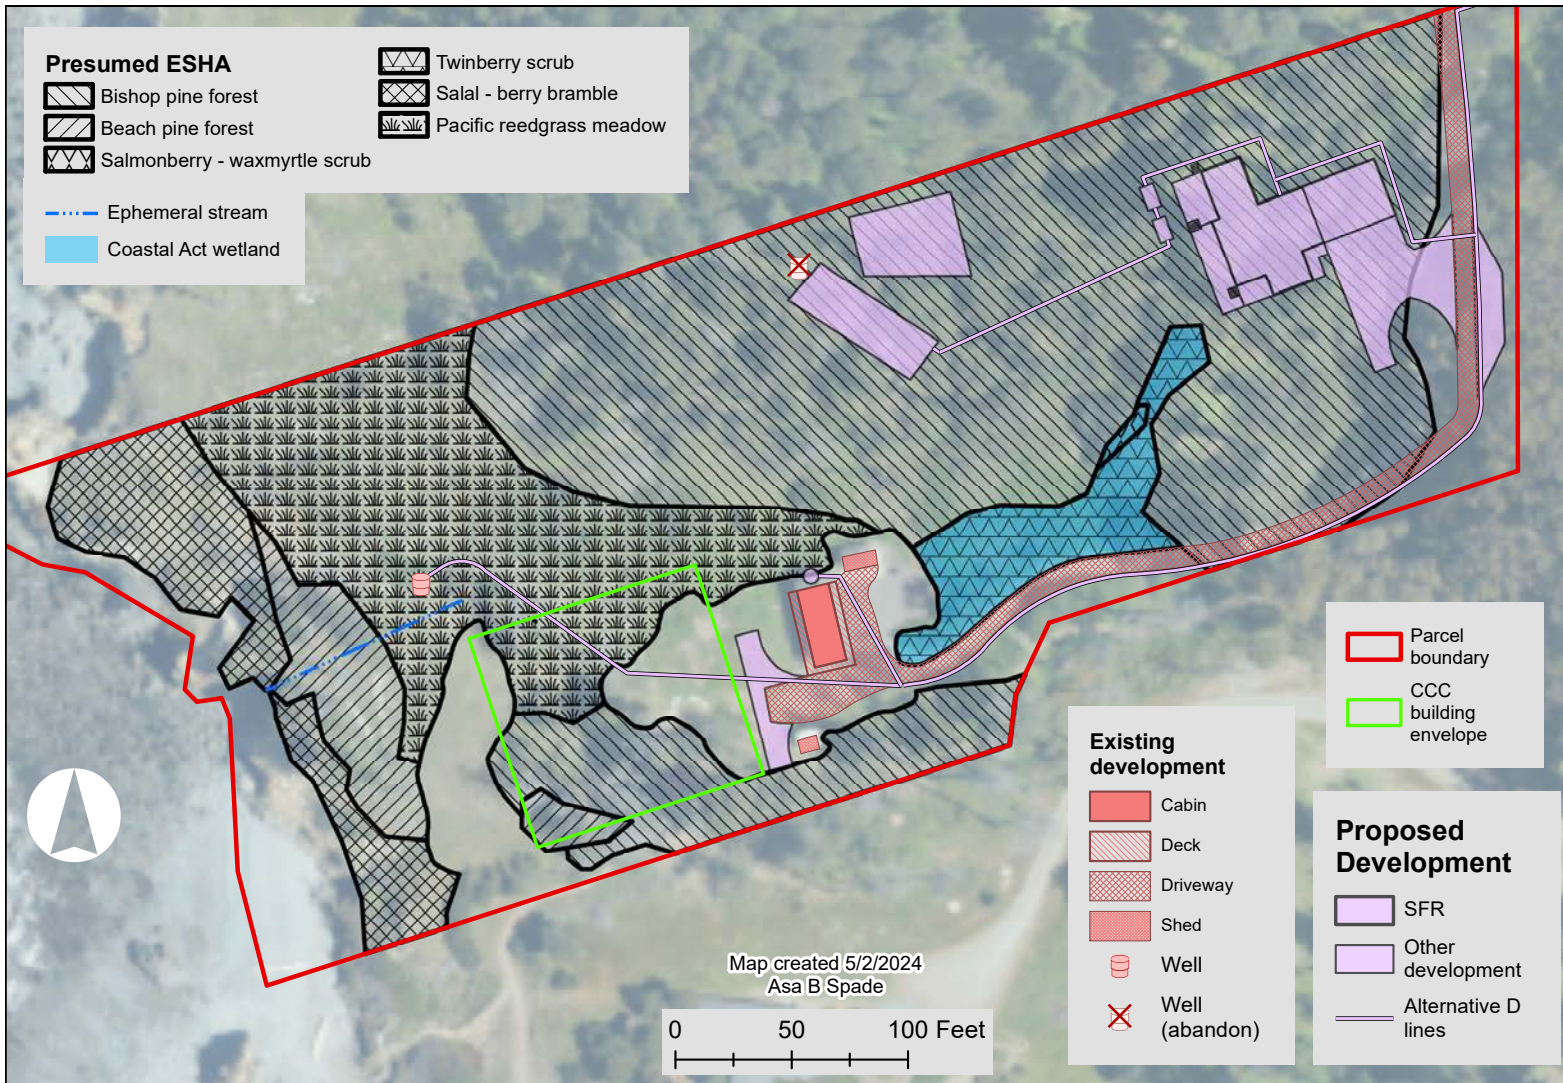 Presumed ESHA
Bishop pine forest
Beach pine forest
Salmonberry - waxmyrtle scrub
Twinberry scrub
Salal - berry bramble
Pacific reedgrass meadow
Ephemeral stream
Coastal Act wetland
Parcel
boundary
CCC
building
envelope
Existing
development
Cabin
Deck
Driveway
Shed
Well
Well
(abandon)
Proposed
Development
SFR
Other
development
Alternative D
lines
Map created 5/2/2024
Asa B Spade
0 50 100 Feet